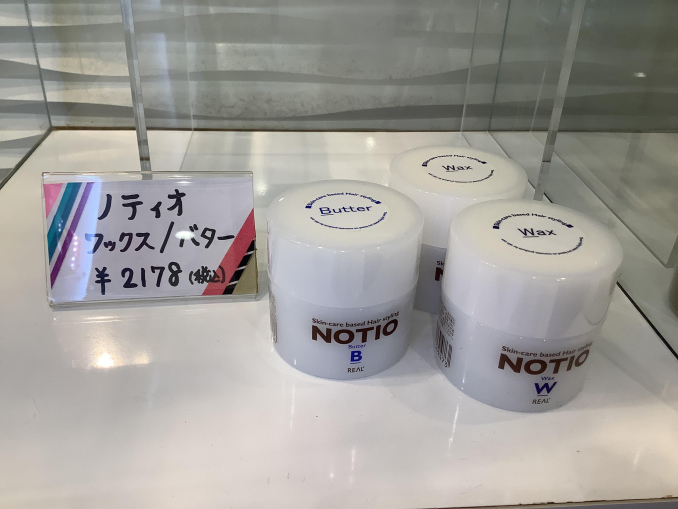 ノティオ
ワックス/バター
¥2178(税込)
Butter
Skin-care based Hair styling
NOTIO
Butter
B
REAL
Wax
Wax
Skin-care based Hair styling
NOTIO
Wax
W
REAL